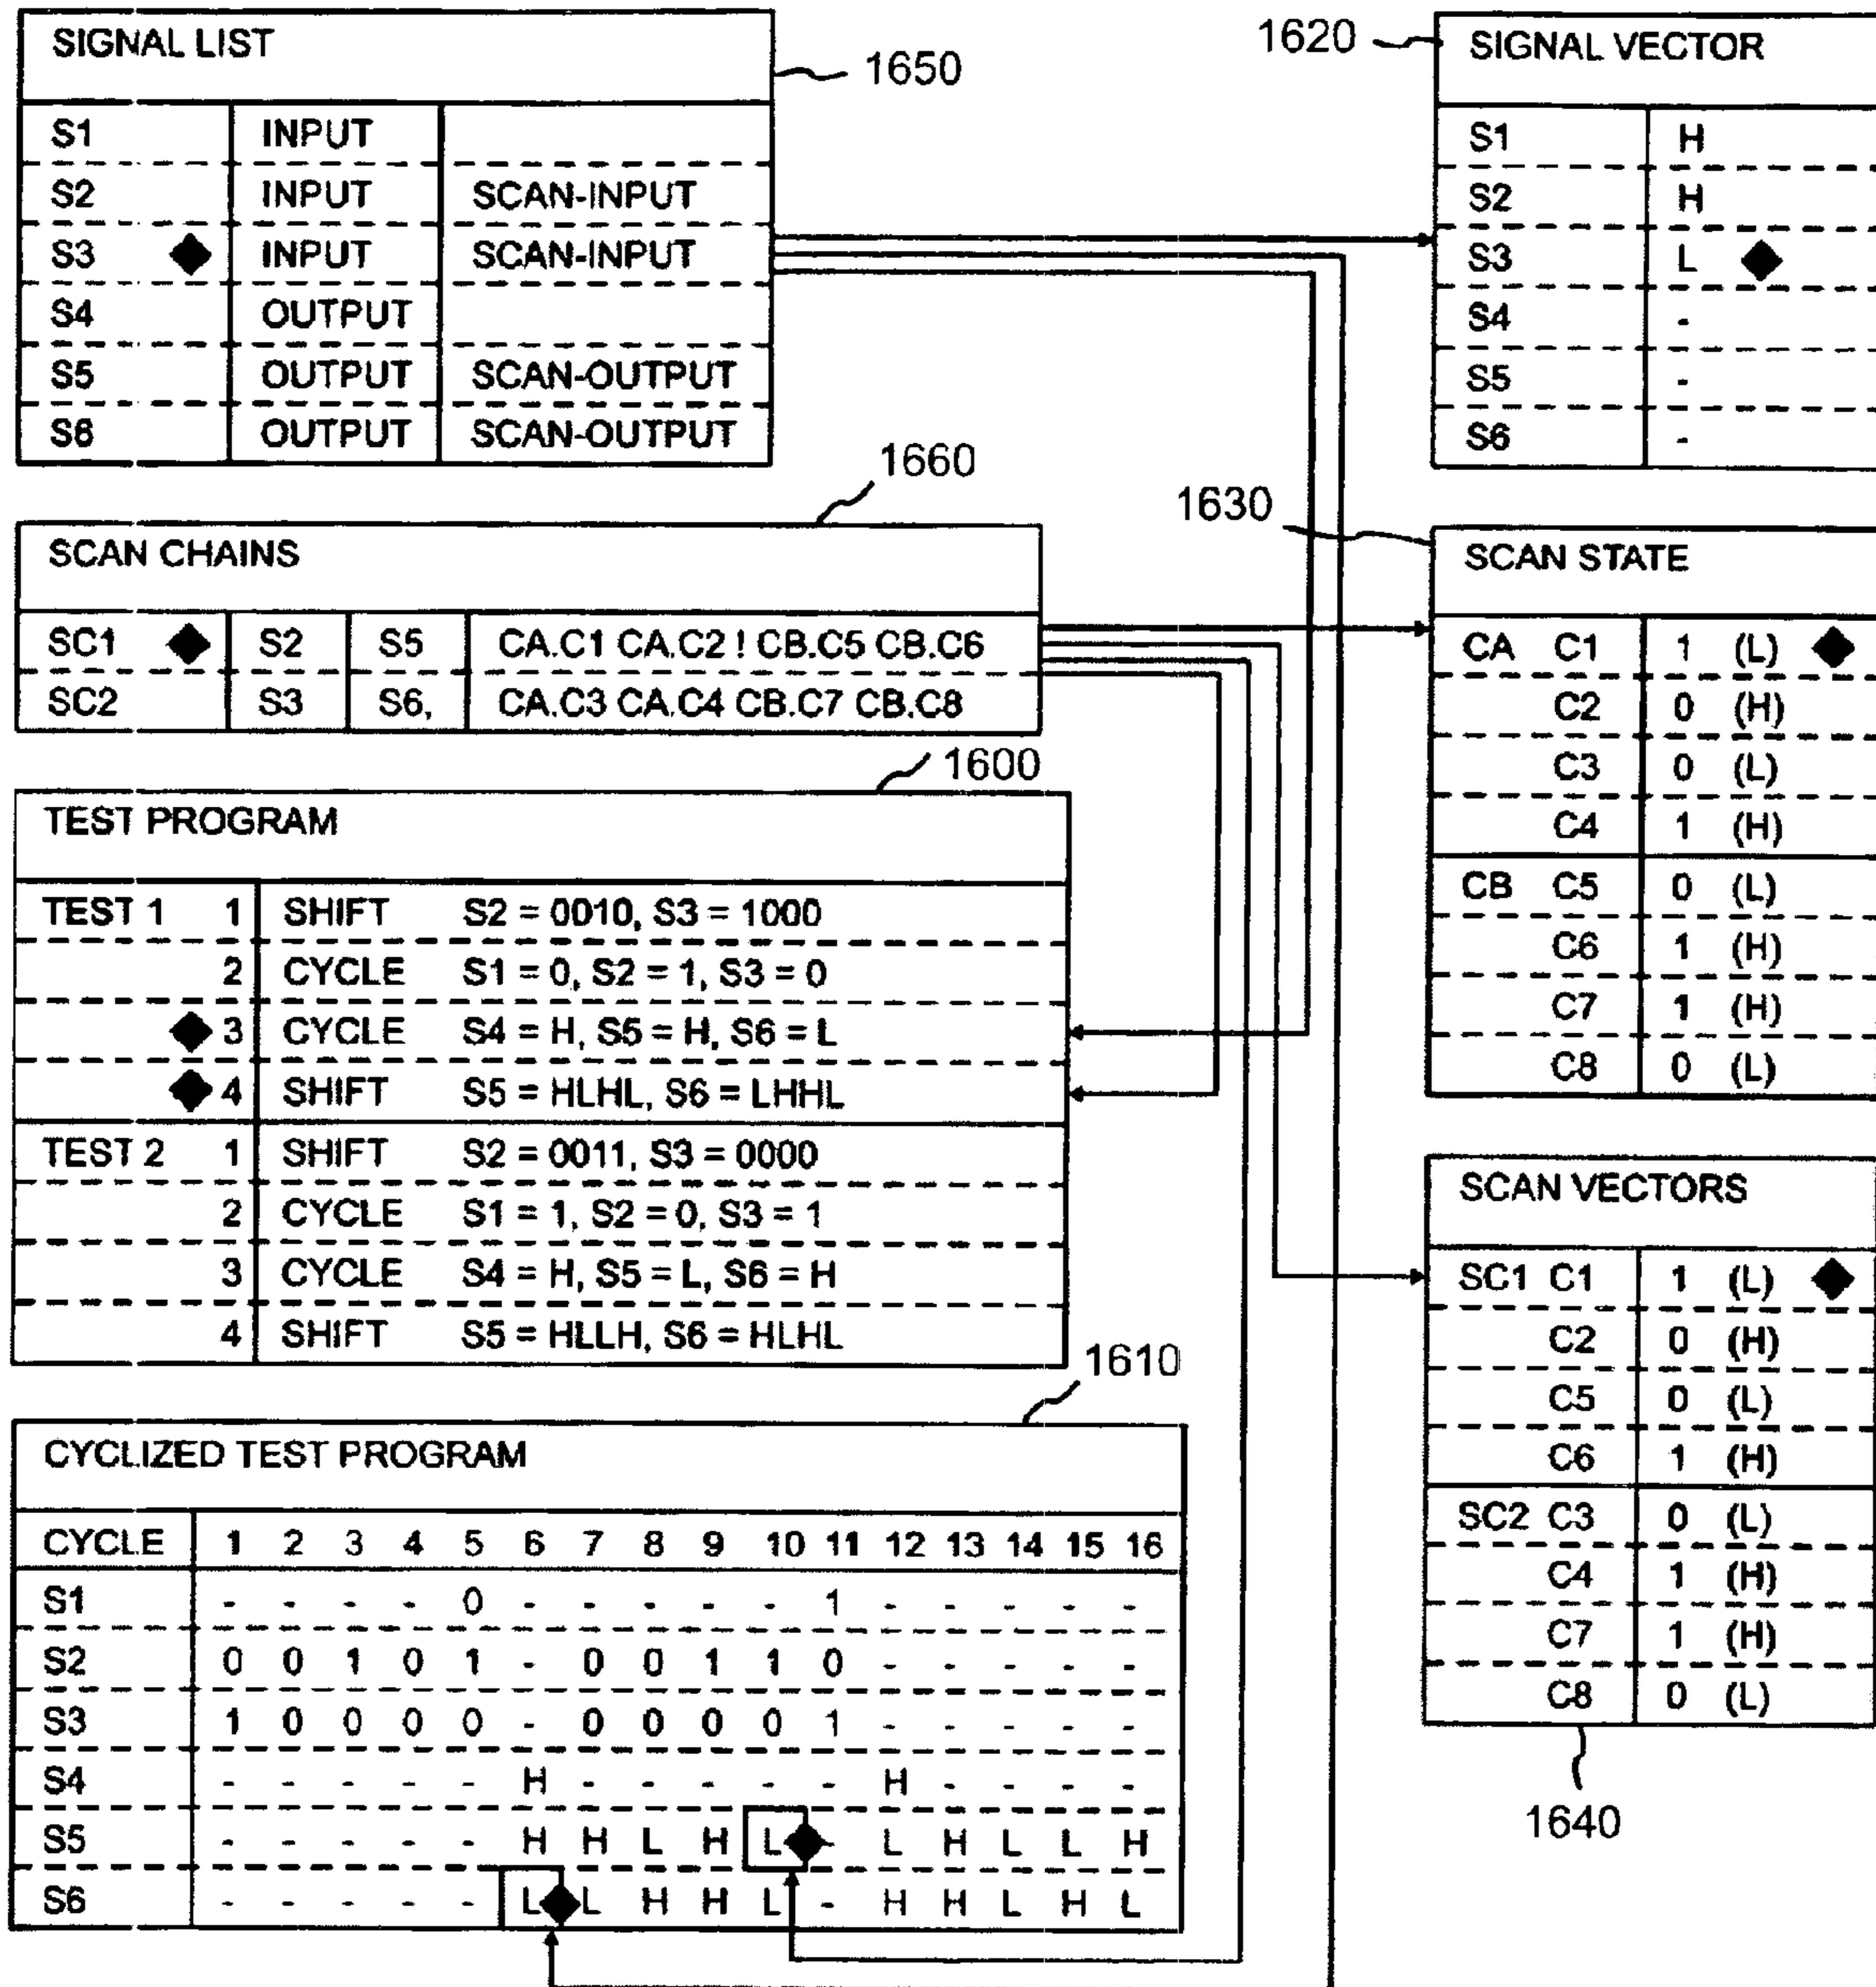 SIGNAL LIST
1650
S1 INPUT
S2 INPUT SCAN-INPUT
S3 ◆ INPUT SCAN-INPUT
S4 OUTPUT
S5 OUTPUT SCAN-OUTPUT
S6 OUTPUT SCAN-OUTPUT
1660
SCAN CHAINS
SC1 ◆ S2 S5 CA.C1 CA.C2 ! CB.C5 CB.C6
SC2 S3 S6, CA.C3 CA.C4 CB.C7 CB.C8
1600
TEST PROGRAM
TEST 1 1 SHIFT S2 = 0010, S3 = 1000
2 CYCLE S1 = 0, S2 = 1, S3 = 0
◆ 3 CYCLE S4 = H, S5 = H, S6 = L
◆ 4 SHIFT S5 = HLHL, S6 = LHHL
TEST 2 1 SHIFT S2 = 0011, S3 = 0000
2 CYCLE S1 = 1, S2 = 0, S3 = 1
3 CYCLE S4 = H, S5 = L, S6 = H
4 SHIFT S5 = HLLH, S6 = HLHL
1610
CYCLIZED TEST PROGRAM
CYCLE 1 2 3 4 5 6 7 8 9 10 11 12 13 14 15 16
S1 - - - - 0 - - - - - 1 - - - - -
S2 0 0 1 0 1 - 0 0 1 1 0 - - - - -
S3 1 0 0 0 0 - 0 0 0 0 1 - - - - -
S4 - - - - - H - - - - - H - - - -
S5 - - - - - H H L H L ◆ - L H L L H
S6 - - - - - L ◆ L H H L - H H L H L
1620
SIGNAL VECTOR
S1 H
S2 H
S3 L ◆
S4 -
S5 -
S6 -
1630
SCAN STATE
CA C1 1 (L) ◆
C2 0 (H)
C3 0 (L)
C4 1 (H)
CB C5 0 (L)
C6 1 (H)
C7 1 (H)
C8 0 (L)
SCAN VECTORS
SC1 C1 1 (L) ◆
C2 0 (H)
C5 0 (L)
C6 1 (H)
SC2 C3 0 (L)
C4 1 (H)
C7 1 (H)
C8 0 (L)
1640